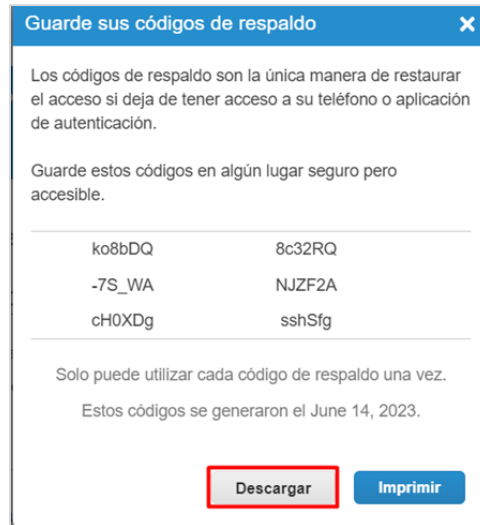 Guarde sus códigos de respaldo
Los códigos de respaldo son la única manera de restaurar
el acceso si deja de tener acceso a su teléfono o aplicación
de autenticación.
Guarde estos códigos en algún lugar seguro pero
accesible.
ko8bDQ 8c32RQ
-7S_WA NJZF2A
cH0XDg sshSfg
Solo puede utilizar cada código de respaldo una vez.
Estos códigos se generaron el June 14, 2023.
Descargar Imprimir